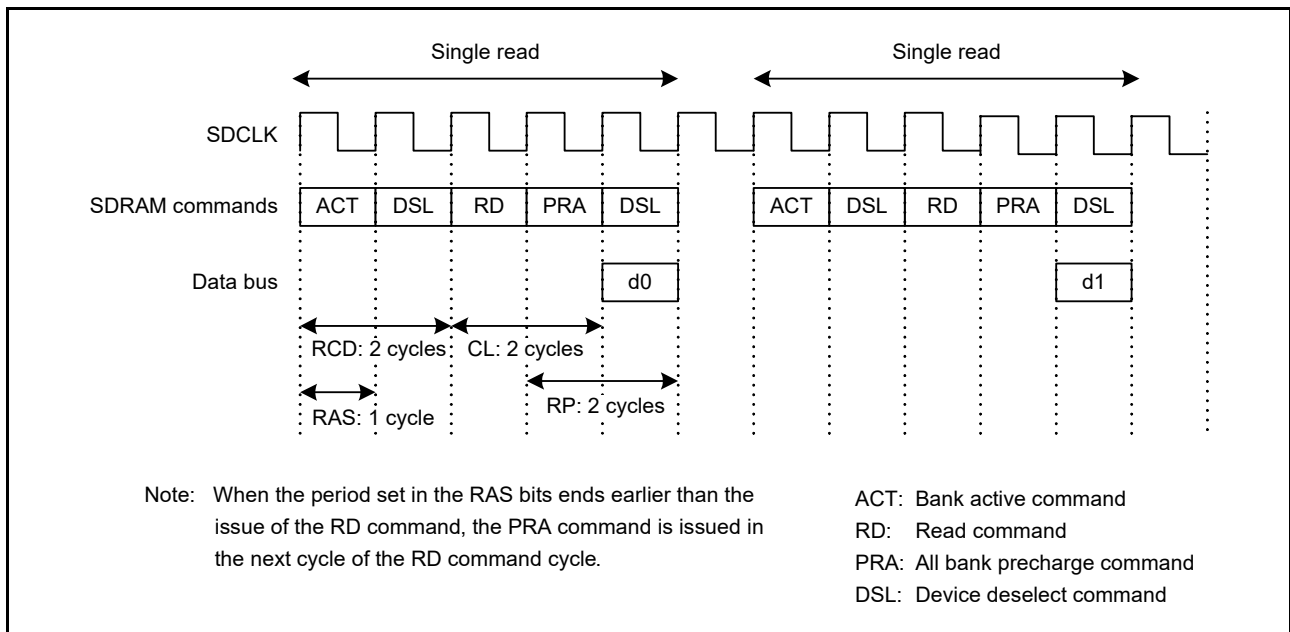 Single read Single read
SDCLK
SDRAM commands ACT DSL RD PRA DSL ACT DSL RD PRA DSL
Data bus d0 d1
RCD: 2 cycles CL: 2 cycles
RAS: 1 cycle RP: 2 cycles
Note: When the period set in the RAS bits ends earlier than the
issue of the RD command, the PRA command is issued in
the next cycle of the RD command cycle.
ACT: Bank active command
RD: Read command
PRA: All bank precharge command
DSL: Device deselect command